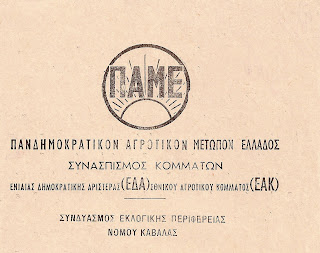 ΠΑΜΕ
ΠΑΝΔΗΜΟΚΡΑΤΙΚΟΝ ΑΓΡΟΤΙΚΟΝ ΜΕΤΩΠΟΝ ΕΛΛΑΔΟΣ
ΣΥΝΑΣΠΙΣΜΟΣ ΚΟΜΜΑΤΩΝ
ΕΝΙΑΙΑΣ ΔΗΜΟΚΡΑΤΙΚΗΣ ΑΡΙΣΤΕΡΑΣ (ΕΔΑ) ΕΘΝΙΚΟΥ ΑΓΡΟΤΙΚΟΥ ΚΟΜΜΑΤΟΣ (ΕΑΚ)
ΣΥΝΔΥΑΣΜΟΣ ΕΚΛΟΓΙΚΗΣ ΠΕΡΙΦΕΡΕΙΑΣ
ΝΟΜΟΥ ΚΑΒΑΛΑΣ